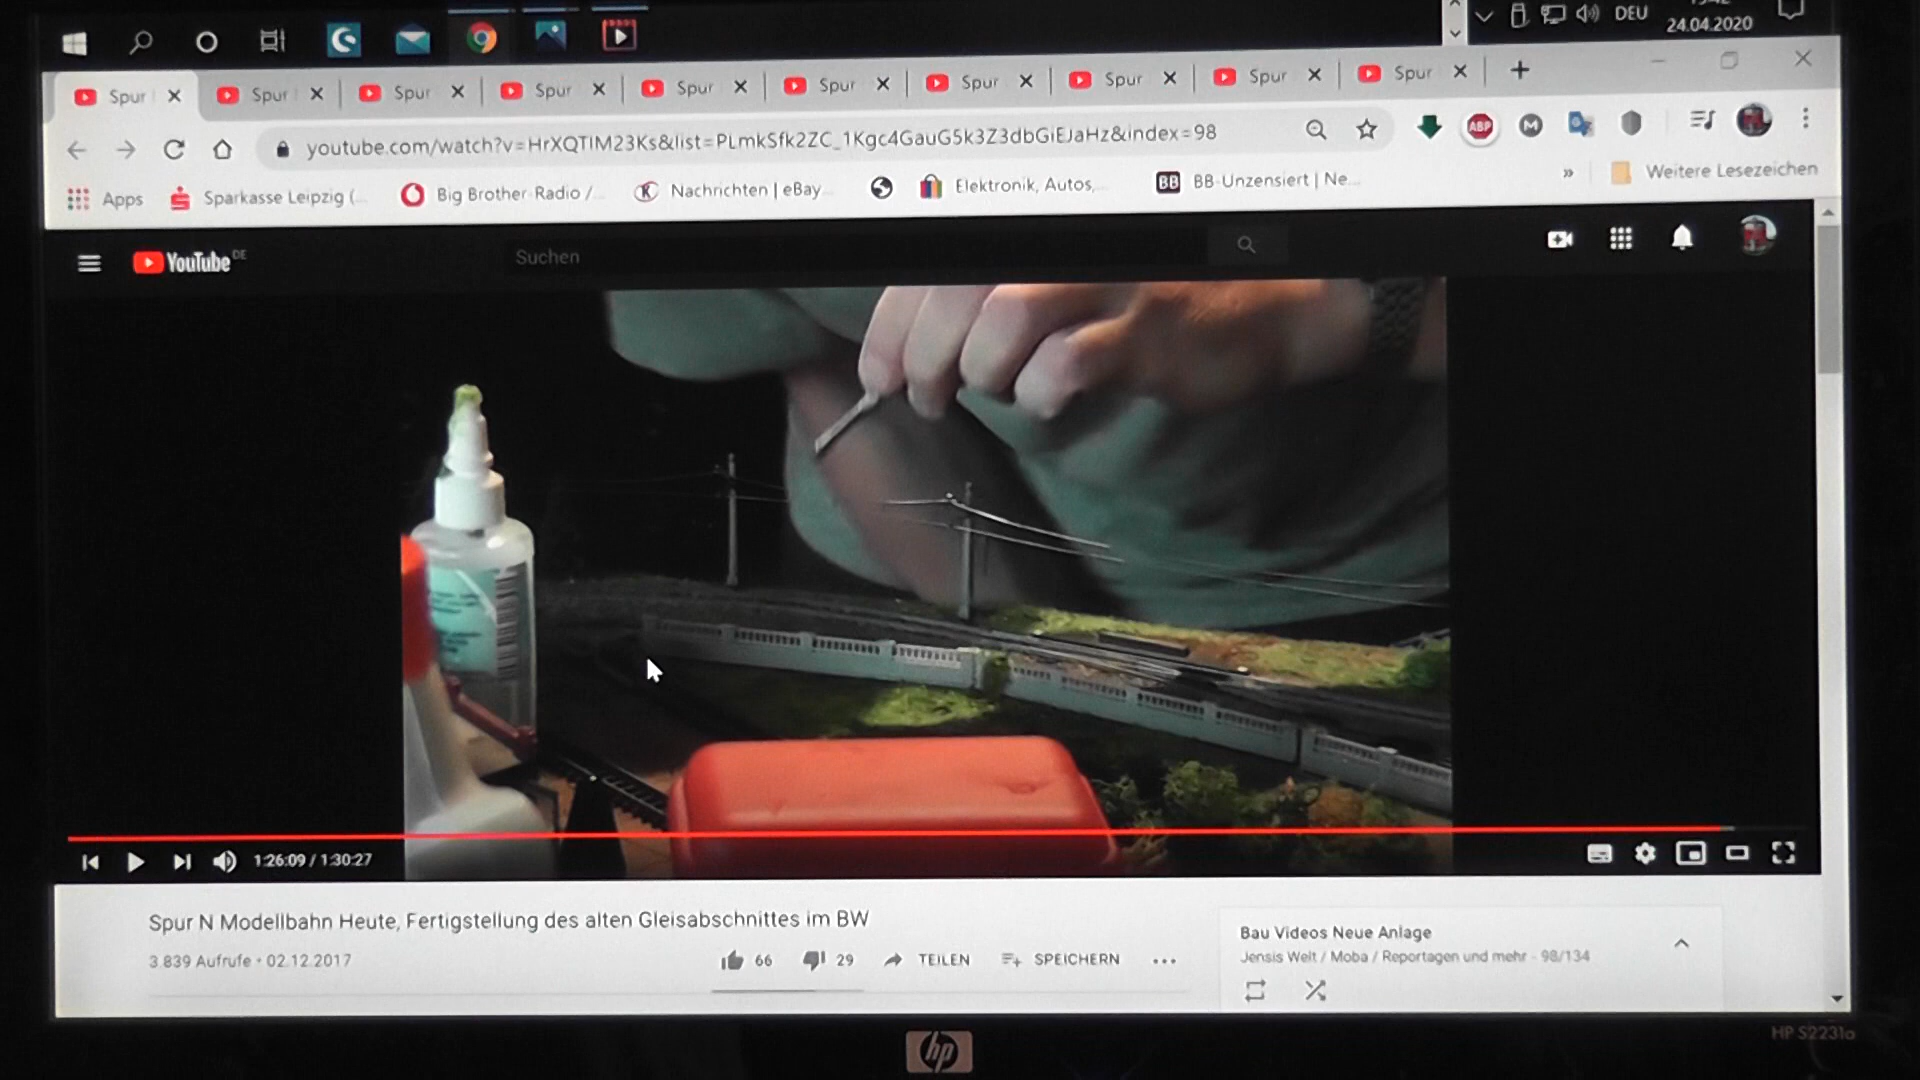 DEU
24.04.2020
Spur Spur Spur Spur Spur Spur Spur Spur Spur Spur
youtube.com/watch?v=HrXQTIM23Ks&list=PLmkSfk2ZC_1Kgc4GauG5k3Z3dbGiEJaHz&index=98
ABP
M
Apps Sparkasse Leipzig (... Big Brother Radio /... K Nachrichten | eBay... Elektronik, Autos,... BB BB-Unzensiert | Ne... » Weitere Lesezeichen
YouTube DE Suchen
1:26:09 / 1:30:27
Spur N Modellbahn Heute, Fertigstellung des alten Gleisabschnittes im BW
3.839 Aufrufe • 02.12.2017 66 29 TEILEN SPEICHERN ...
Bau Videos Neue Anlage
Jensis Welt / Moba / Reportagen und mehr - 98/134
hp
HP S2231a